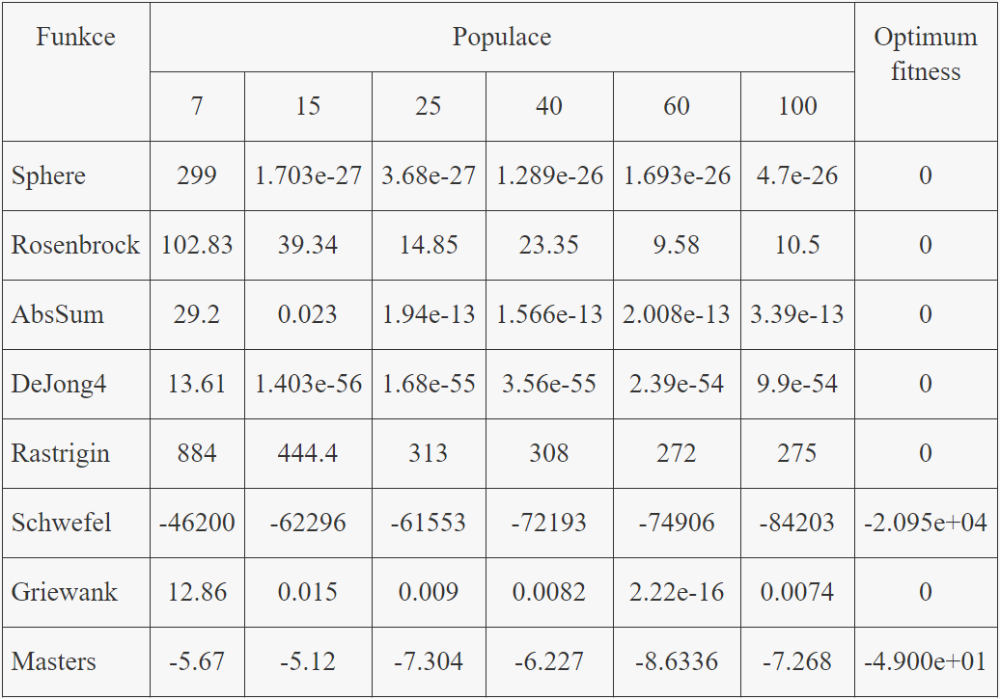 Funkce Populace Optimum
fitness
7 15 25 40 60 100
Sphere 299 1.703e-27 3.68e-27 1.289e-26 1.693e-26 4.7e-26 0
Rosenbrock 102.83 39.34 14.85 23.35 9.58 10.5 0
AbsSum 29.2 0.023 1.94e-13 1.566e-13 2.008e-13 3.39e-13 0
DeJong4 13.61 1.403e-56 1.68e-55 3.56e-55 2.39e-54 9.9e-54 0
Rastrigin 884 444.4 313 308 272 275 0
Schwefel -46200 -62296 -61553 -72193 -74906 -84203 -2.095e+04
Griewank 12.86 0.015 0.009 0.0082 2.22e-16 0.0074 0
Masters -5.67 -5.12 -7.304 -6.227 -8.6336 -7.268 -4.900e+01